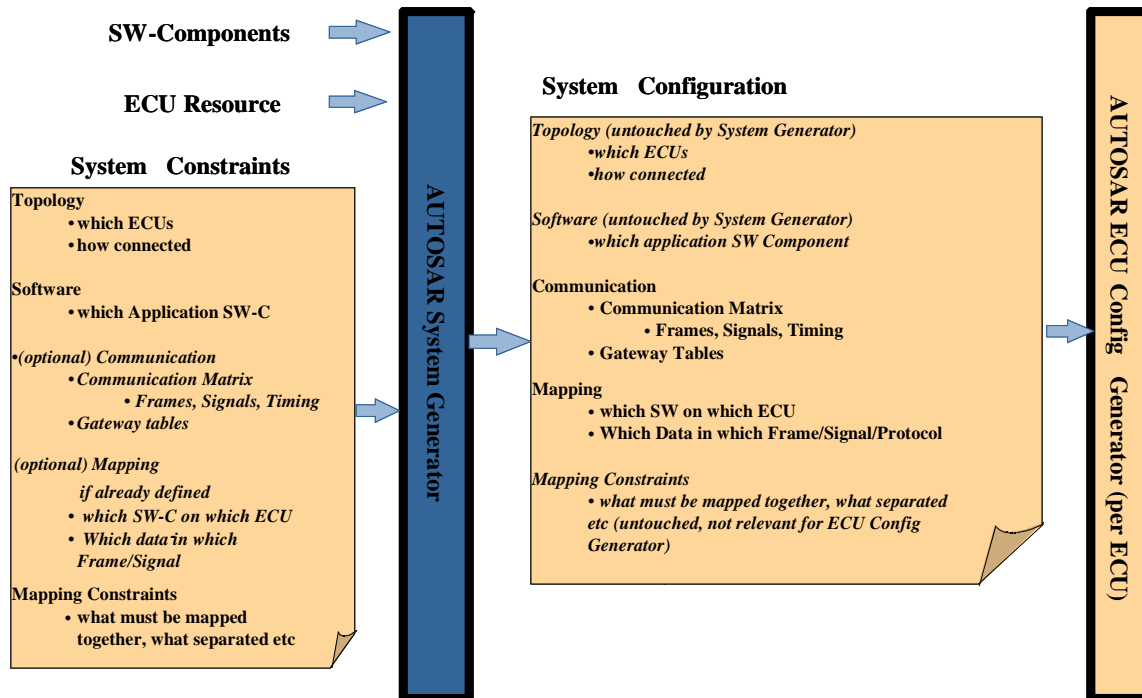 SW-Components
ECU Resource
System Constraints
Topology
• which ECUs
• how connected
Software
• which Application SW-C
•(optional) Communication
• Communication Matrix
• Frames, Signals, Timing
• Gateway tables
(optional) Mapping
if already defined
• which SW-C on which ECU
• Which data in which
Frame/Signal
Mapping Constraints
• what must be mapped
together, what separated etc
AUTOSAR System Generator
System Configuration
Topology (untouched by System Generator)
•which ECUs
•how connected
Software (untouched by System Generator)
•which application SW Component
Communication
• Communication Matrix
• Frames, Signals, Timing
• Gateway Tables
Mapping
• which SW on which ECU
• Which Data in which Frame/Signal/Protocol
Mapping Constraints
• what must be mapped together, what separated
etc (untouched, not relevant for ECU Config
Generator)
AUTOSAR ECU Config Generator (per ECU)